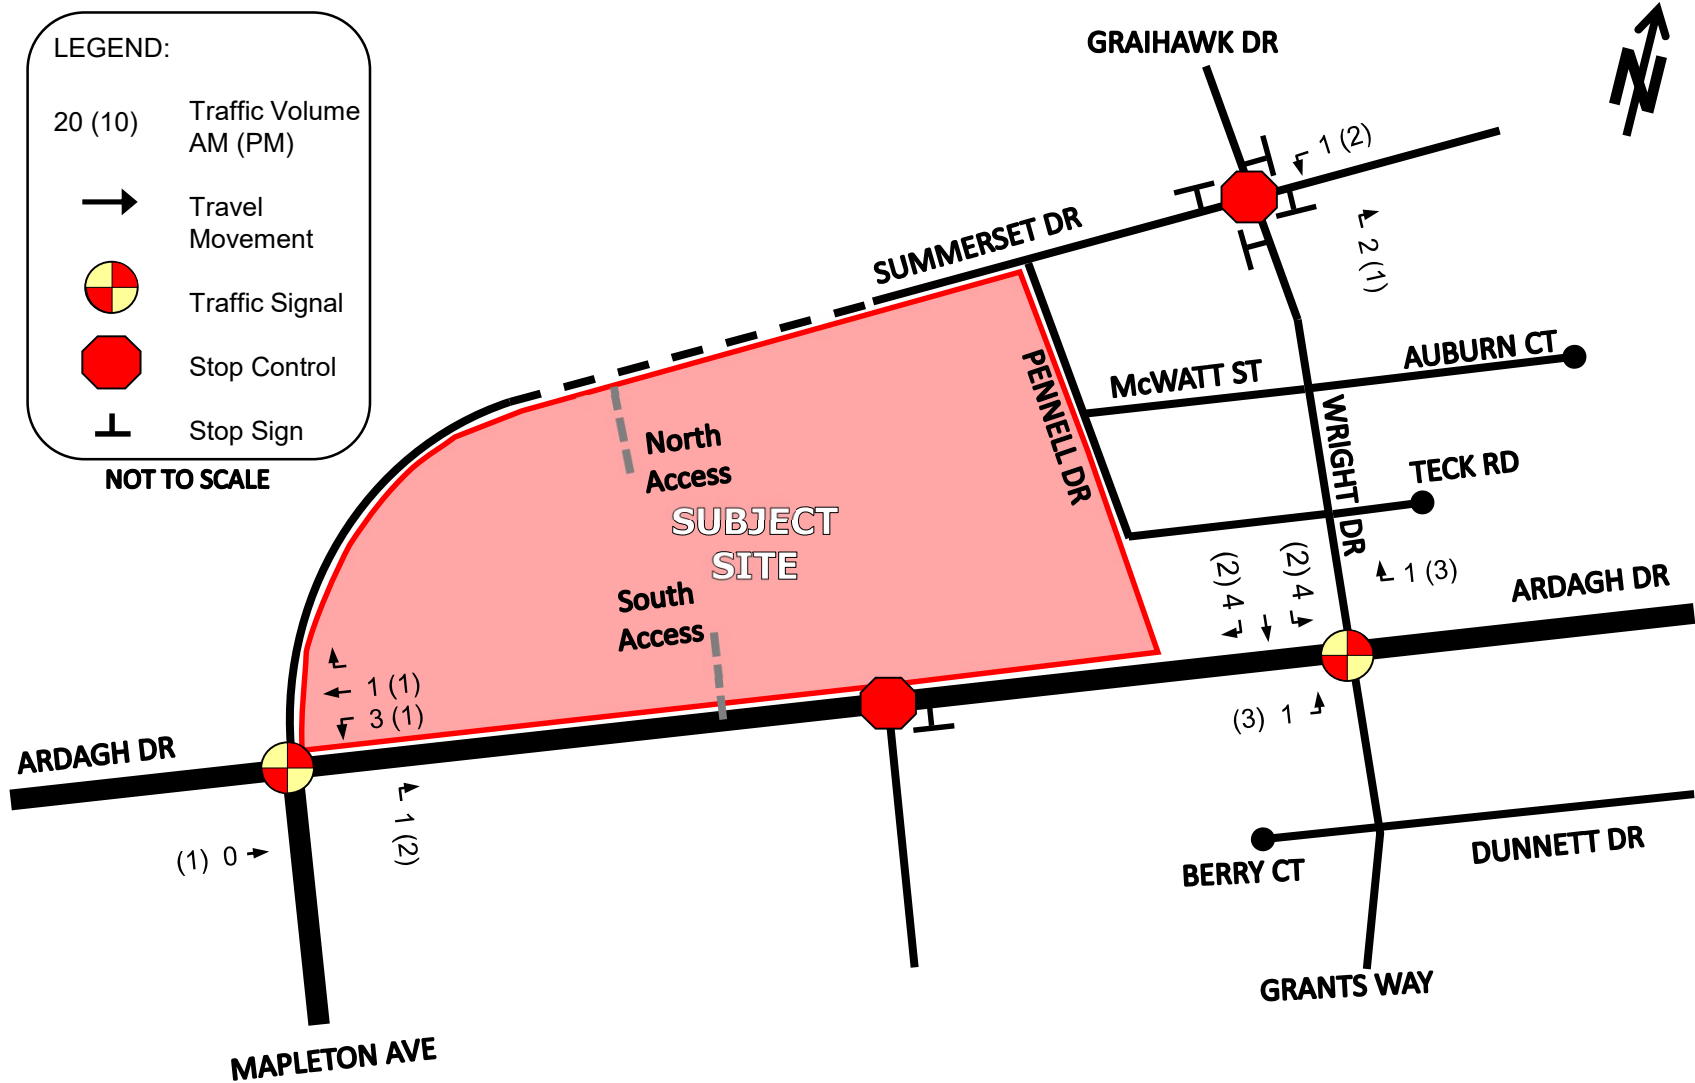 LEGEND:
20 (10)
Traffic Volume
AM (PM)
Travel
Movement
Traffic Signal
Stop Control
Stop Sign
NOT TO SCALE
GRAIHAWK DR
N
1 (2)
2 (1)
SUMMERSET DR
PENNELL DR
McWATT ST
AUBURN CT
WRIGHT DR
TECK RD
North
Access
SUBJECT
SITE
South
Access
(2) 4
(2) 4
1 (3)
ARDAGH DR
1 (1)
3 (1)
(3) 1
ARDAGH DR
(1) 0
1 (2)
BERRY CT
DUNNETT DR
GRANTS WAY
MAPLETON AVE